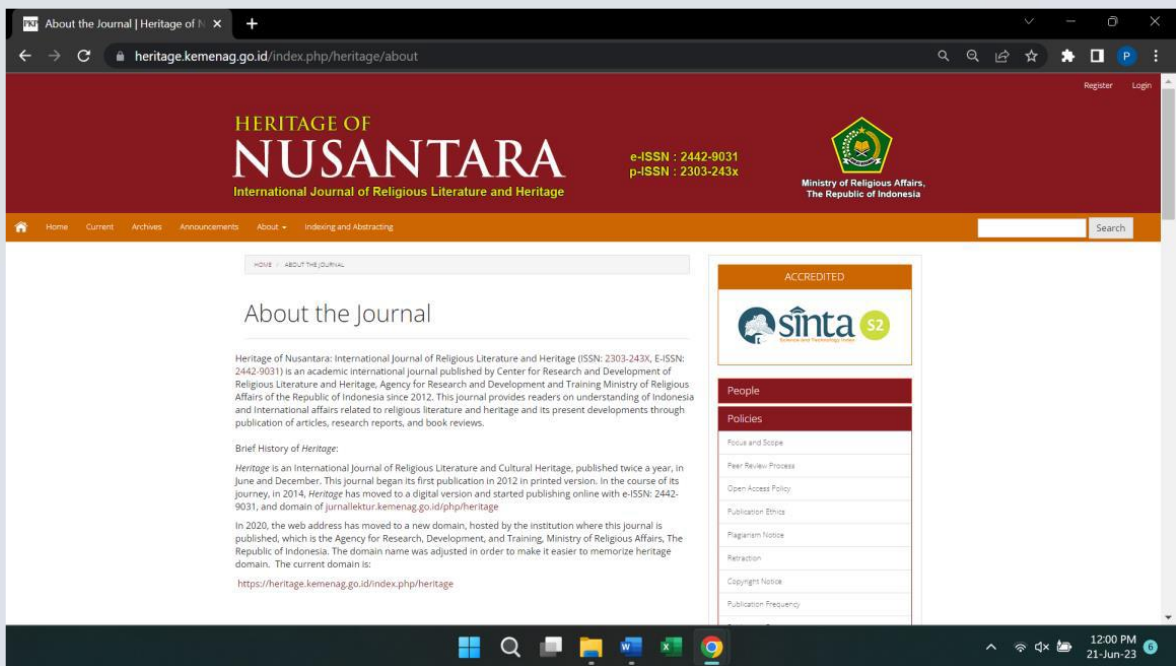 About the Journal | Heritage of N
heritage.kemenag.go.id/index.php/heritage/about
P
Register Login
HERITAGE OF
NUSANTARA
International Journal of Religious Literature and Heritage
e-ISSN : 2442-9031
p-ISSN : 2303-243x
Ministry of Religious Affairs,
The Republic of Indonesia
Home Current Archives Announcements About Indexing and Abstracting
Search
HOME / ABOUT THE JOURNAL
About the Journal
Heritage of Nusantara: International Journal of Religious Literature and Heritage (ISSN: 2303-243X, E-ISSN:
2442-9031) is an academic international journal published by Center for Research and Development of
Religious Literature and Heritage, Agency for Research and Development and Training Ministry of Religious
Affairs of the Republic of Indonesia since 2012. This journal provides readers on understanding of Indonesia
and International affairs related to religious literature and heritage and its present developments through
publication of articles, research reports, and book reviews.
Brief History of Heritage:
Heritage is an International Journal of Religious Literature and Cultural Heritage, published twice a year, in
June and December. This journal began its first publication in 2012 in printed version. In the course of its
journey, in 2014, Heritage has moved to a digital version and started publishing online with e-ISSN: 2442-
9031, and domain of jurnallektur.kemenag.go.id/php/heritage
In 2020, the web address has moved to a new domain, hosted by the institution where this journal is
published, which is the Agency for Research, Development, and Training, Ministry of Religious Affairs, The
Republic of Indonesia. The domain name was adjusted in order to make it easier to memorize heritage
domain. The current domain is:
https://heritage.kemenag.go.id/index.php/heritage
ACCREDITED
sinta S2
Science and Technology Index
People
Policies
Focus and Scope
Peer Review Process
Open Access Policy
Publication Ethics
Plagiarism Notice
Retraction
Copyright Notice
Publication Frequency
12:00 PM
21-Jun-23
6